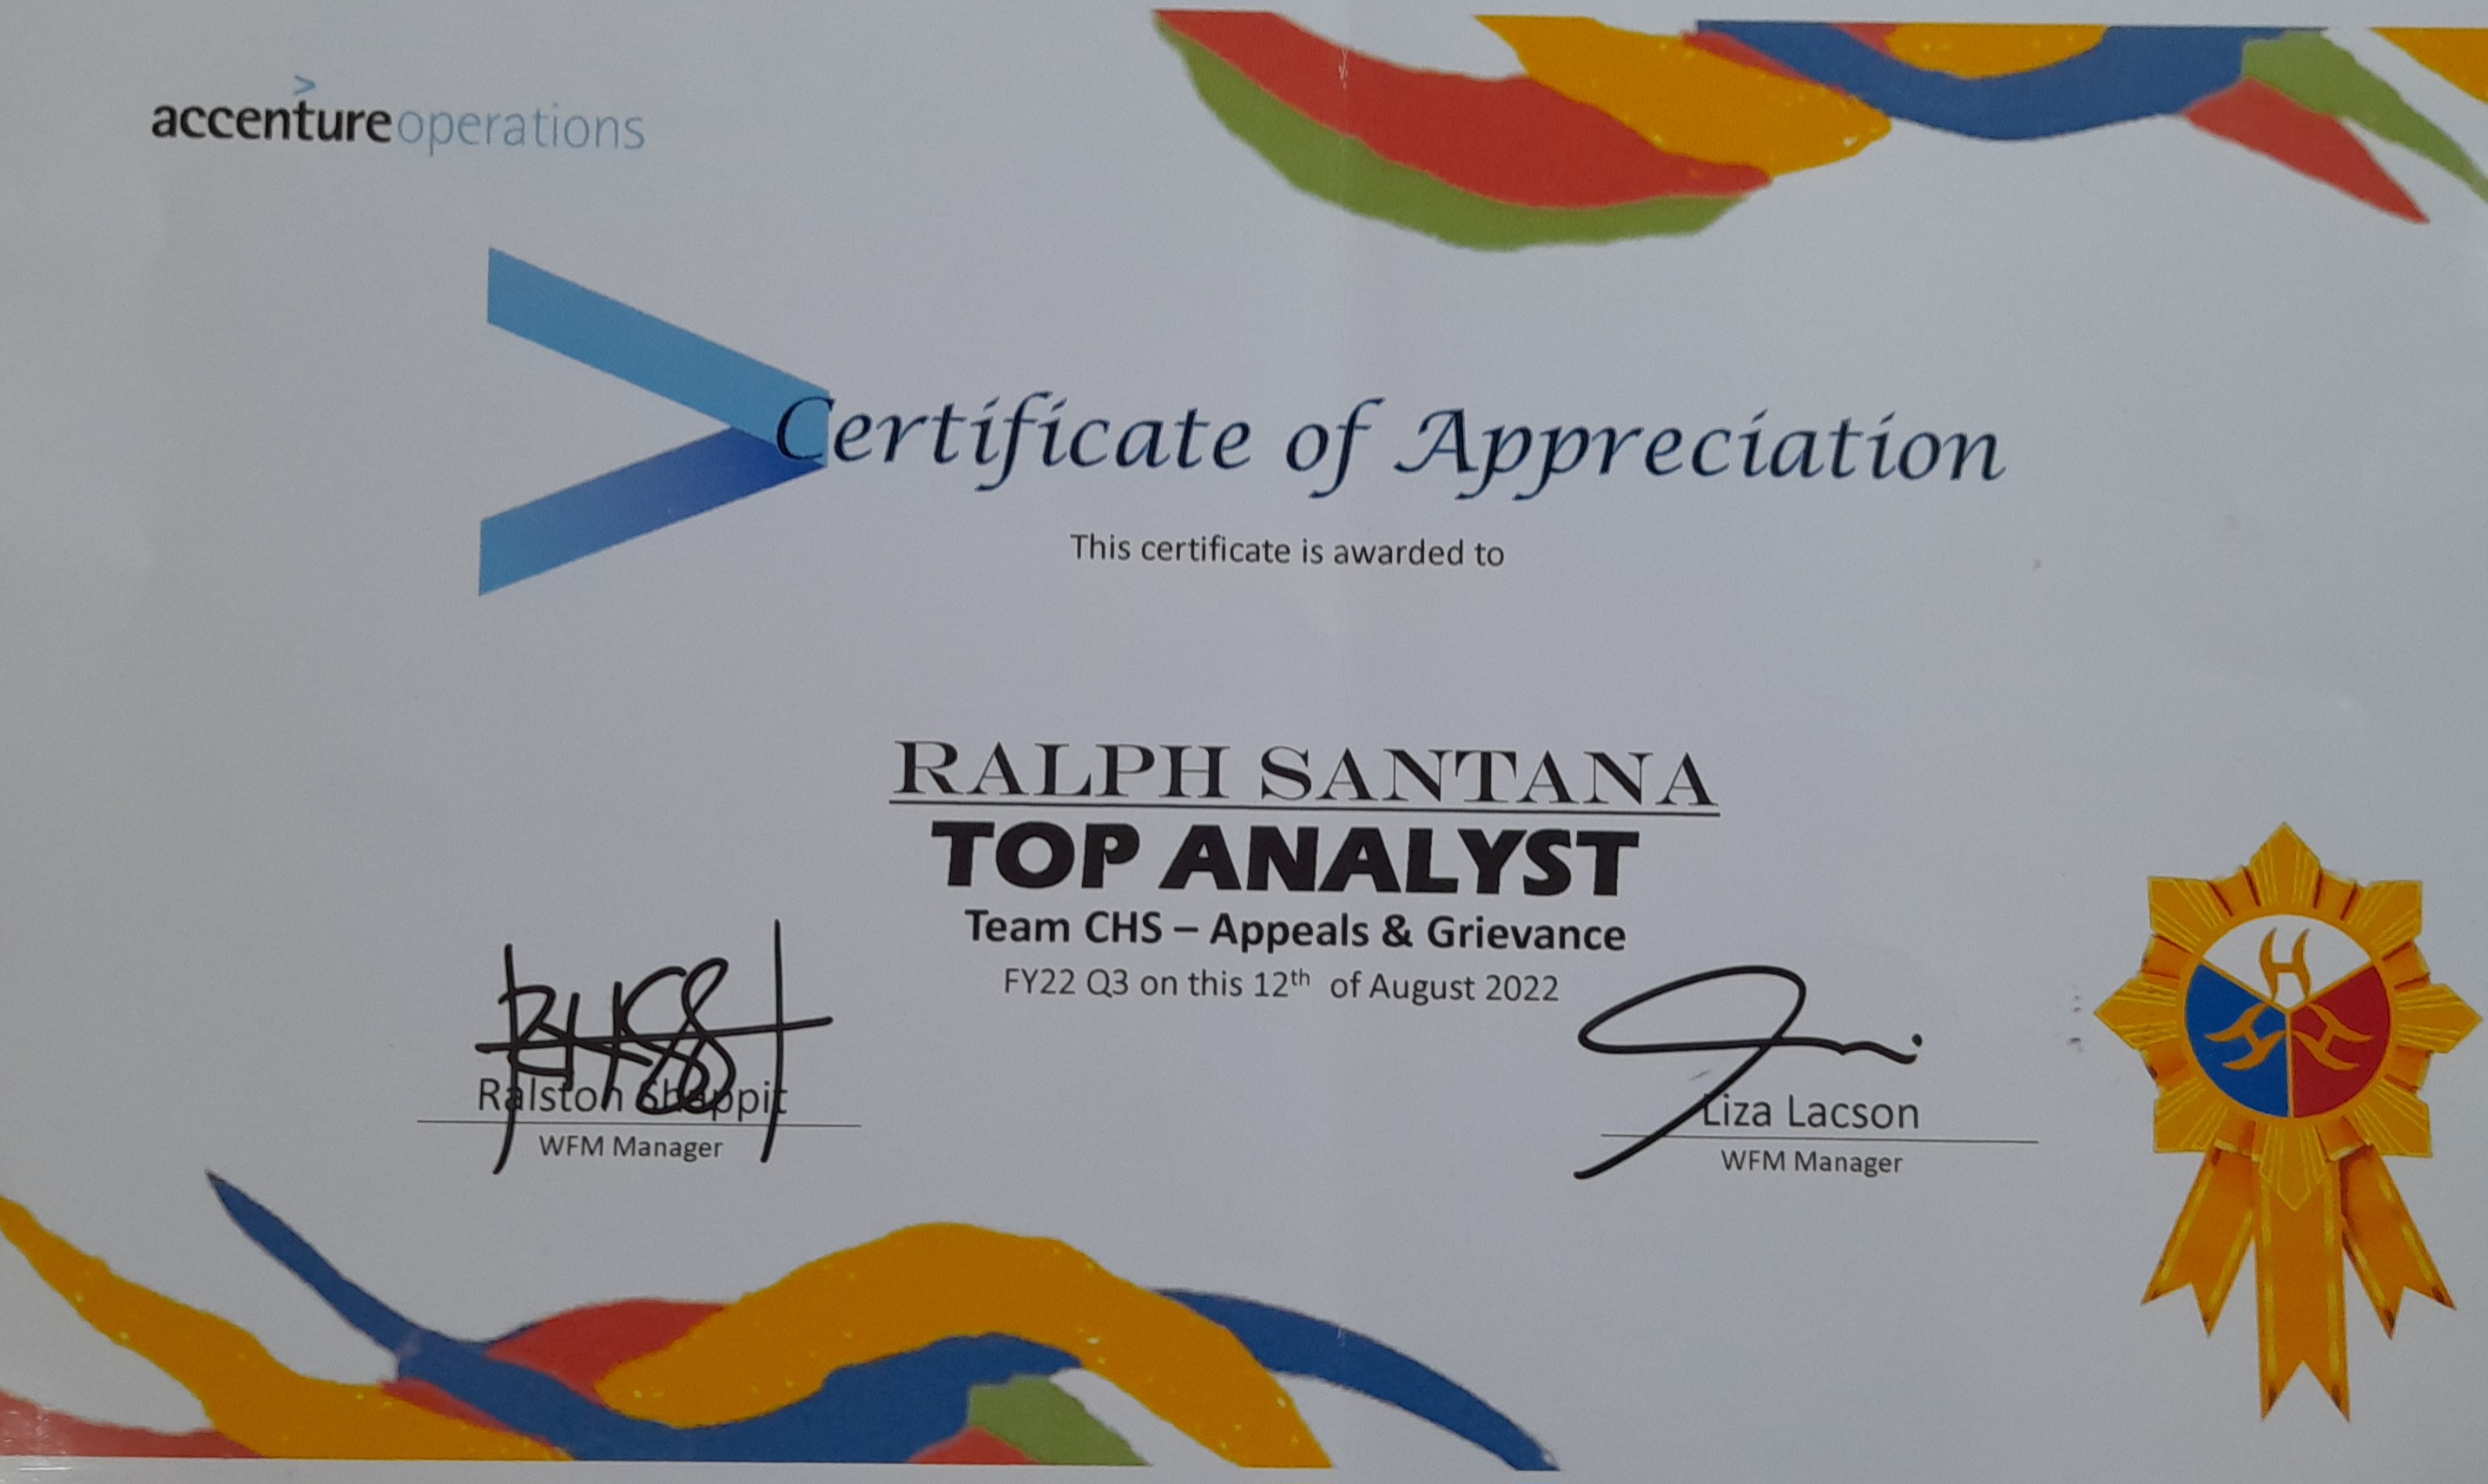 accentureoperations
Certificate of Appreciation
This certificate is awarded to
RALPH SANTANA
TOP ANALYST
Team CHS – Appeals & Grievance
FY22 Q3 on this 12th of August 2022
Ralston
WFM Manager
Liza Lacson
WFM Manager